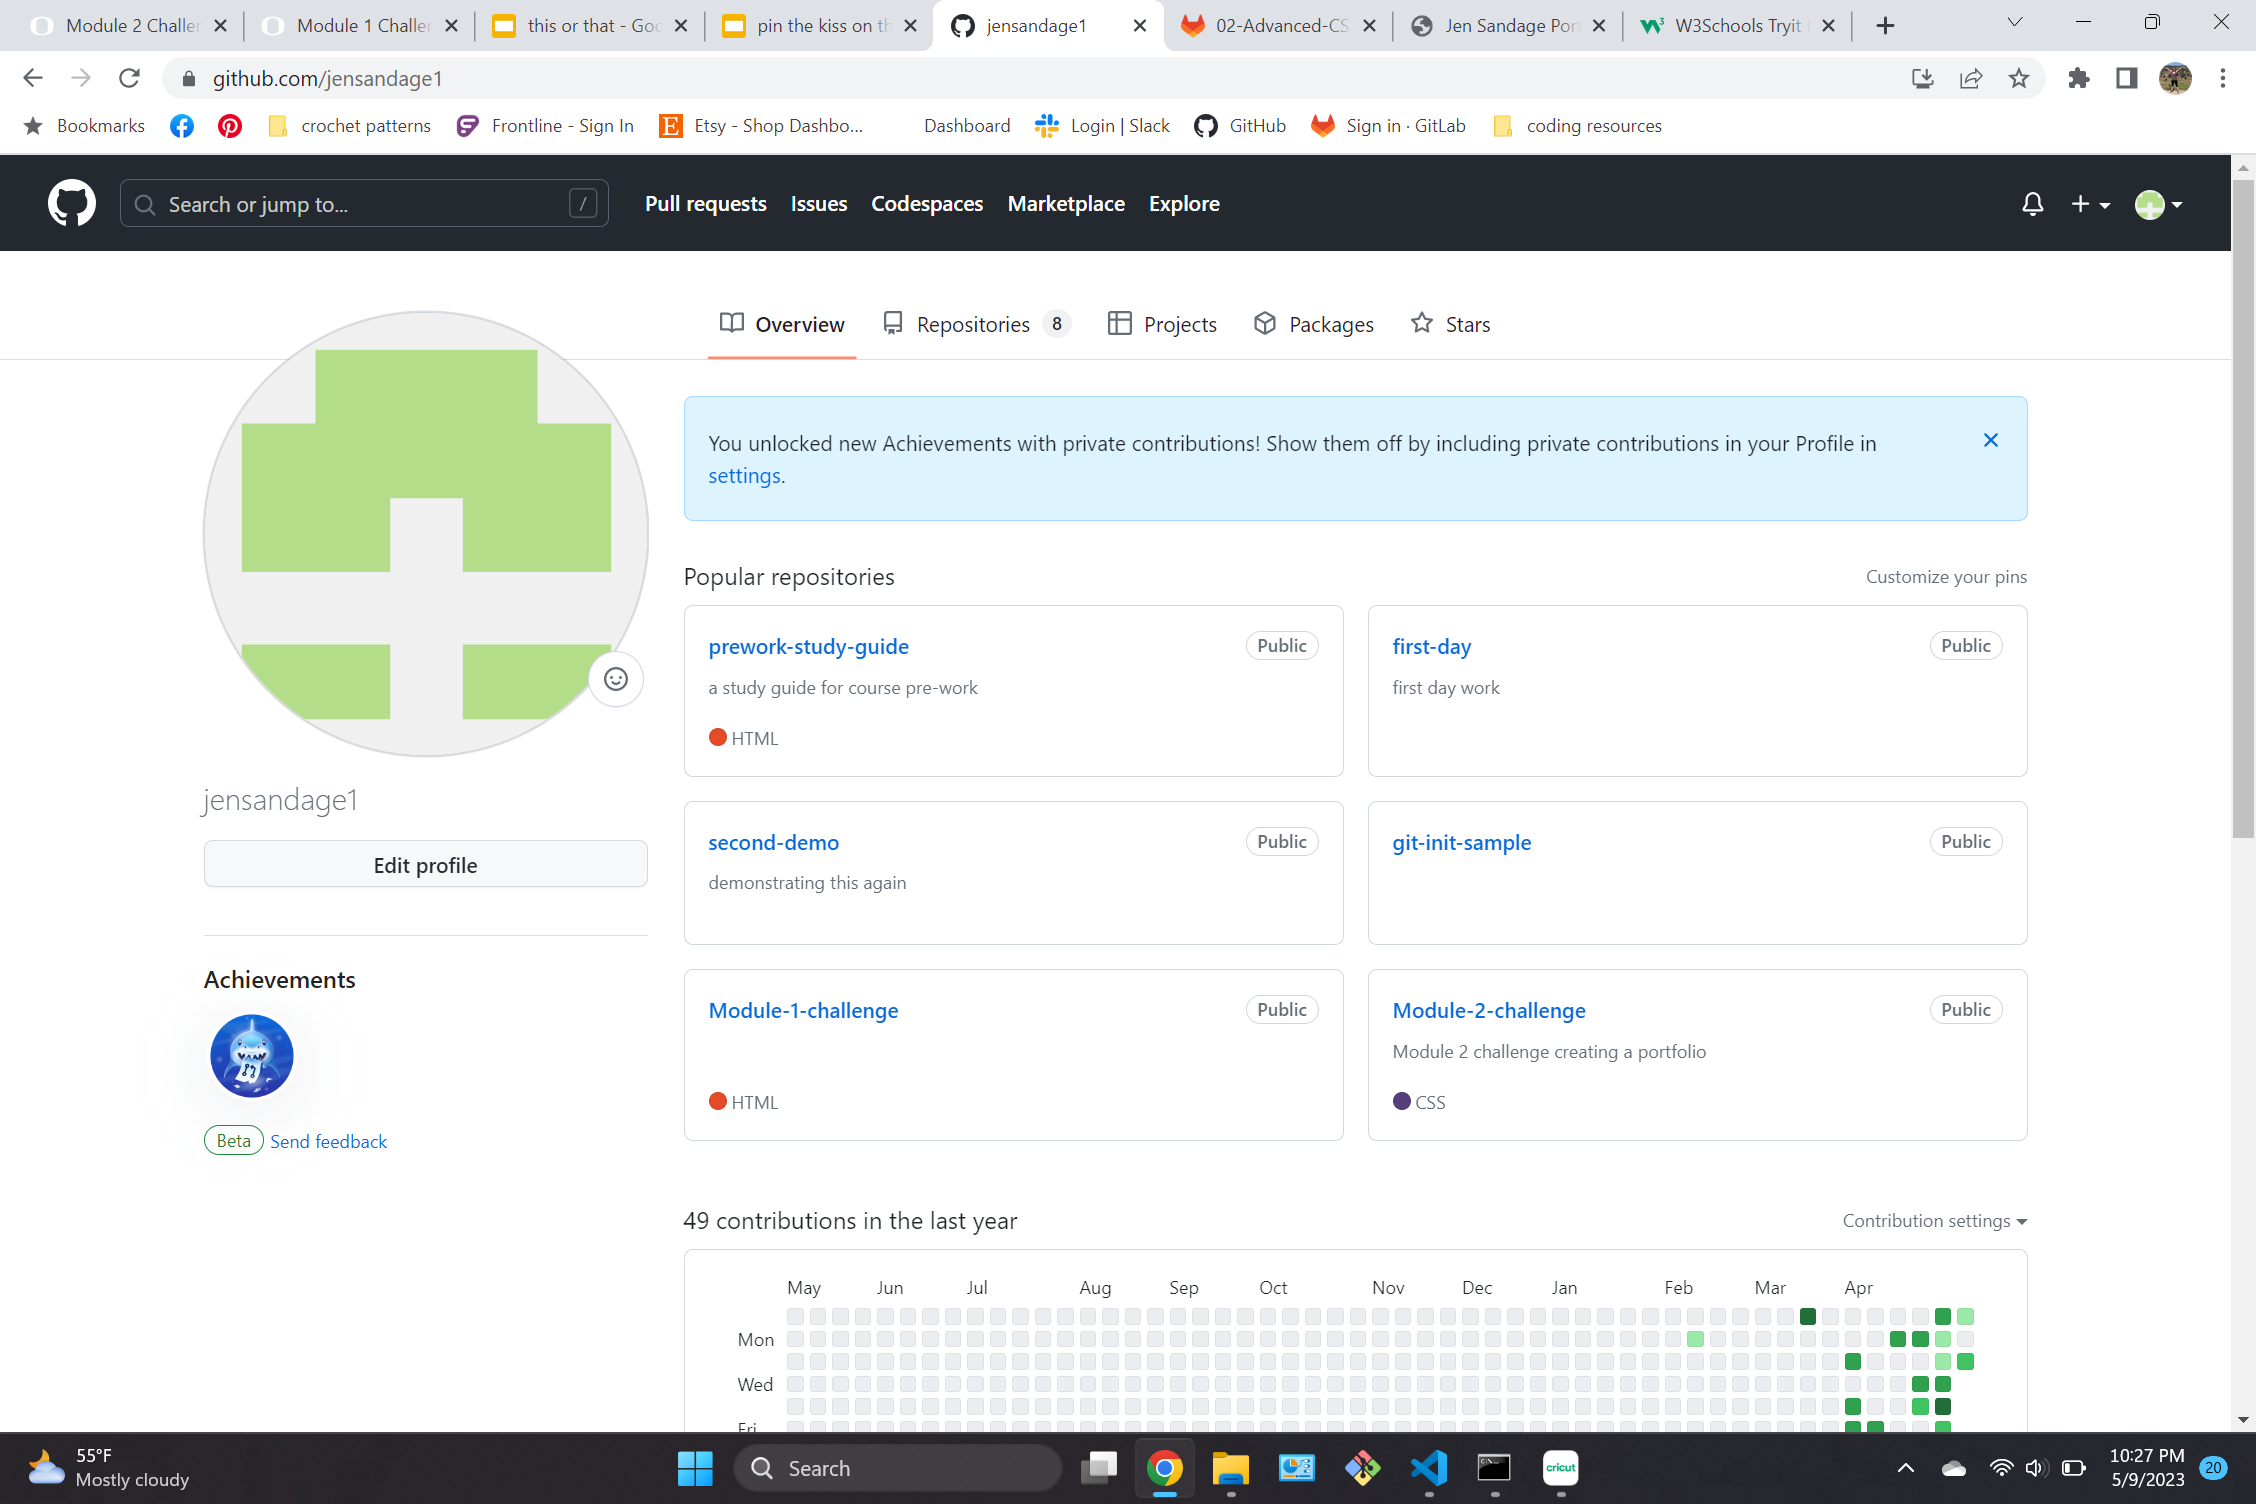 Module 2 Challer
Module 1 Challer
this or that - Goo
pin the kiss on th
jensandage1
02-Advanced-CS
Jen Sandage Por
W3Schools Tryit
github.com/jensandage1
Bookmarks
crochet patterns
Frontline - Sign In
Etsy - Shop Dashbo...
Dashboard
Login | Slack
GitHub
Sign in · GitLab
coding resources
Search or jump to...
/
Pull requests
Issues
Codespaces
Marketplace
Explore
Overview
Repositories 8
Projects
Packages
Stars
You unlocked new Achievements with private contributions! Show them off by including private contributions in your Profile in
settings.
Popular repositories
Customize your pins
prework-study-guide
Public
a study guide for course pre-work
HTML
first-day
Public
first day work
second-demo
Public
demonstrating this again
git-init-sample
Public
Module-1-challenge
Public
HTML
Module-2-challenge
Public
Module 2 challenge creating a portfolio
CSS
jensandage1
Edit profile
Achievements
Beta
Send feedback
49 contributions in the last year
Contribution settings
May Jun Jul Aug Sep Oct Nov Dec Jan Feb Mar Apr
Mon
Wed
Fri
55°F
Mostly cloudy
Search
cricut
10:27 PM
5/9/2023
20